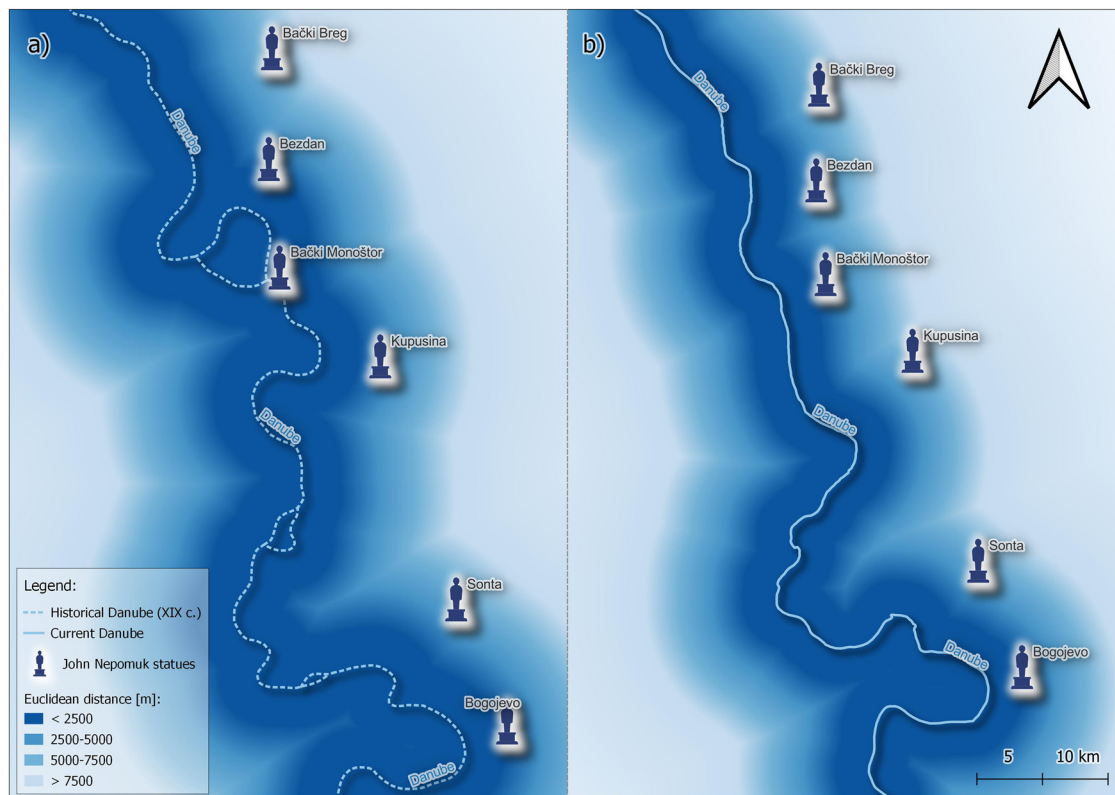 a)
Bački Breg
Danube
Bezdan
Bački Monoštor
Kupusina
Danube
Sonta
Bogojevo
Danube
Legend:
Historical Danube (XIX c.)
Current Danube
John Nepomuk statues
Euclidean distance [m]:
< 2500
2500-5000
5000-7500
> 7500
b)
Bački Breg
Danube
Bezdan
Bački Monoštor
Kupusina
Danube
Sonta
Danube
Bogojevo
5 10 km